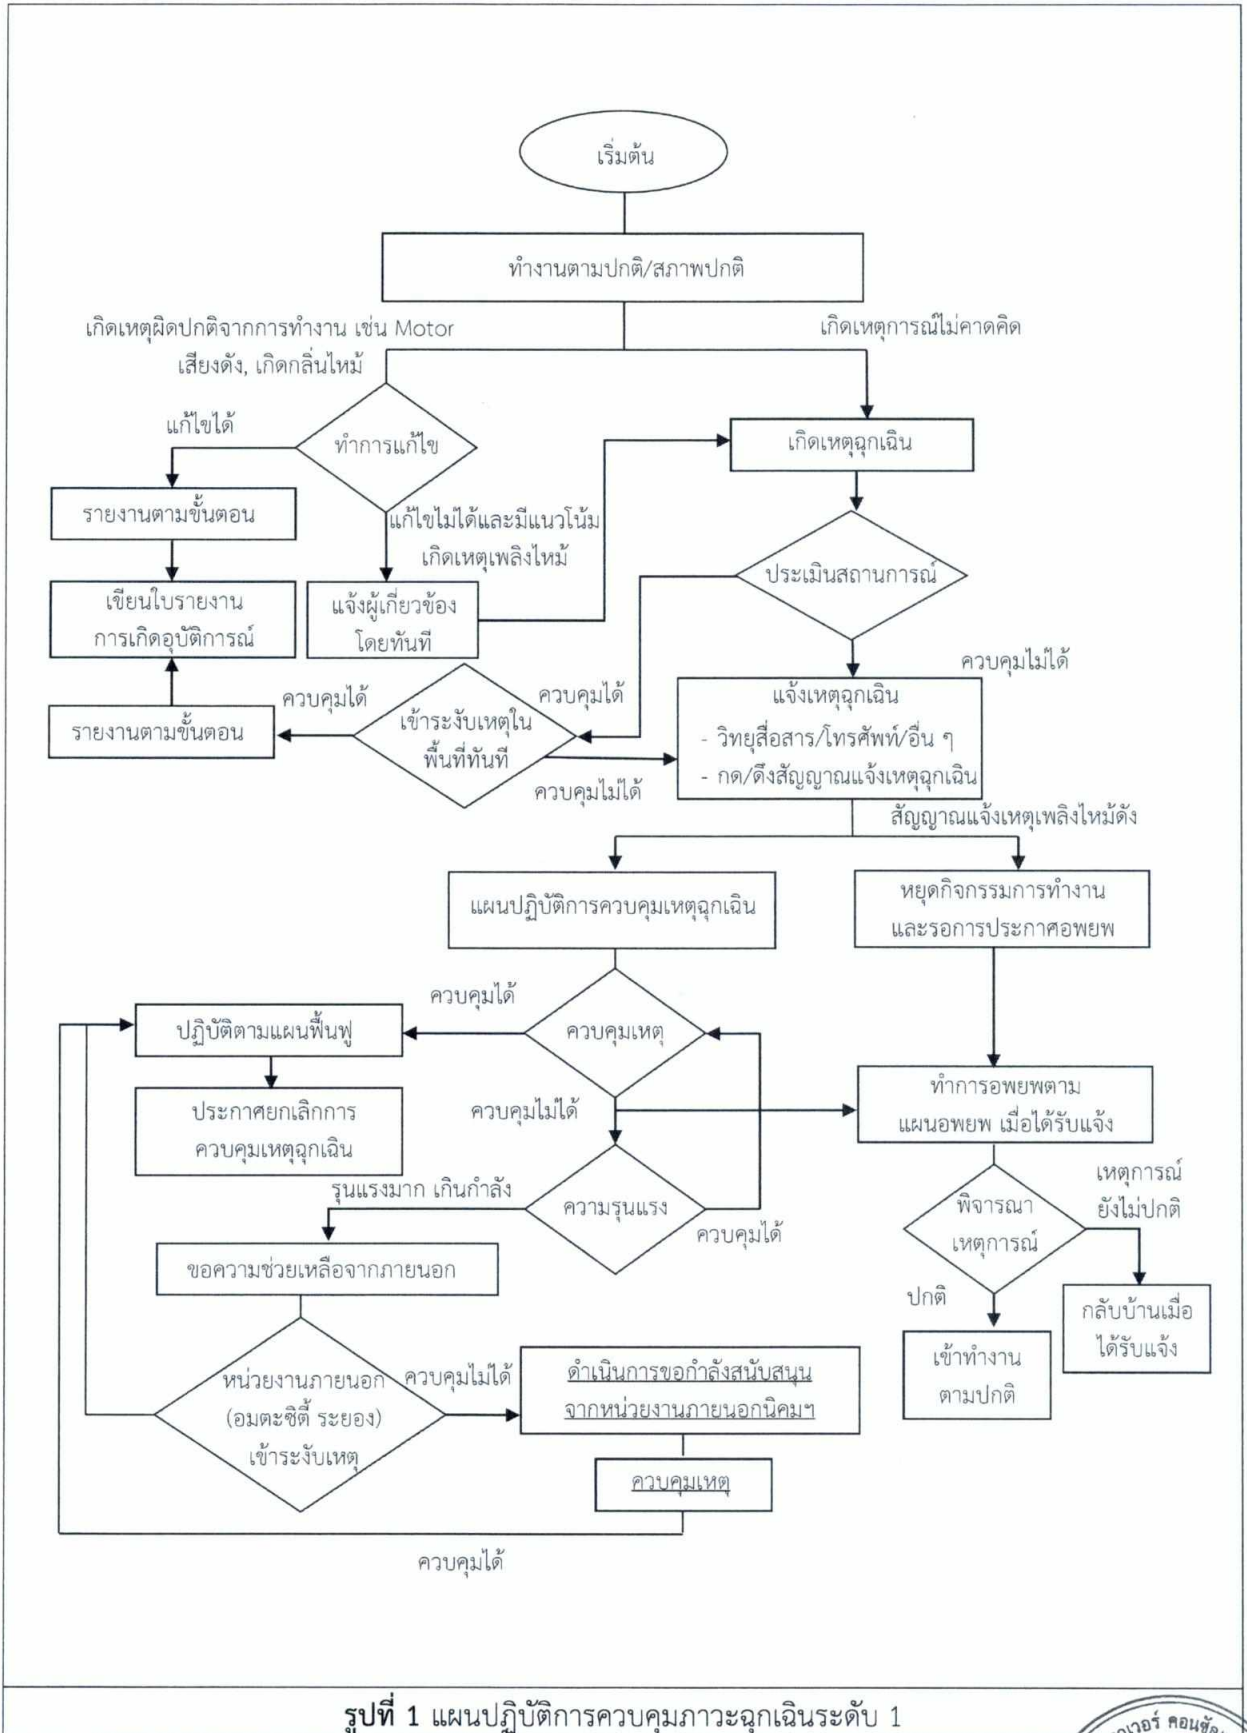 เริ่มต้น
ทำงานตามปกติ/สภาพปกติ
เกิดเหตุผิดปกติจากการทำงาน เช่น Motor
เสียงดัง, เกิดกลิ่นไหม้
เกิดเหตุการณ์ไม่คาดคิด
แก้ไขได้
ทำการแก้ไข
เกิดเหตุฉุกเฉิน
รายงานตามขั้นตอน
แก้ไขไม่ได้และมีแนวโน้ม
เกิดเหตุเพลิงไหม้
ประเมินสถานการณ์
เขียนใบรายงาน
การเกิดอุบัติการณ์
แจ้งผู้เกี่ยวข้อง
โดยทันที
ควบคุมไม่ได้
ควบคุมได้
ควบคุมได้
รายงานตามขั้นตอน
เข้าระงับเหตุใน
พื้นที่ทันที
ควบคุมไม่ได้
แจ้งเหตุฉุกเฉิน
- วิทยุสื่อสาร/โทรศัพท์/อื่น ๆ
- กด/ดึงสัญญาณแจ้งเหตุฉุกเฉิน
สัญญาณแจ้งเหตุเพลิงไหม้ดัง
แผนปฏิบัติการควบคุมเหตุฉุกเฉิน
หยุดกิจกรรมการทำงาน
และรอการประกาศอพยพ
ควบคุมได้
ปฏิบัติตามแผนฟื้นฟู
ควบคุมเหตุ
ประกาศยกเลิกการ
ควบคุมเหตุฉุกเฉิน
ควบคุมไม่ได้
ทำการอพยพตาม
แผนอพยพ เมื่อได้รับแจ้ง
รุนแรงมาก เกินกำลัง
ความรุนแรง
ควบคุมได้
พิจารณา
เหตุการณ์
เหตุการณ์
ยังไม่ปกติ
ขอความช่วยเหลือจากภายนอก
ปกติ
กลับบ้านเมื่อ
ได้รับแจ้ง
เข้าทำงาน
ตามปกติ
หน่วยงานภายนอก
(อมตะซิตี้ ระยอง)
เข้าระงับเหตุ
ควบคุมไม่ได้
ดำเนินการขอกำลังสนับสนุน
จากหน่วยงานภายนอกนิคมฯ
ควบคุมเหตุ
ควบคุมได้
รูปที่ 1 แผนปฏิบัติการควบคุมภาวะฉุกเฉินระดับ 1